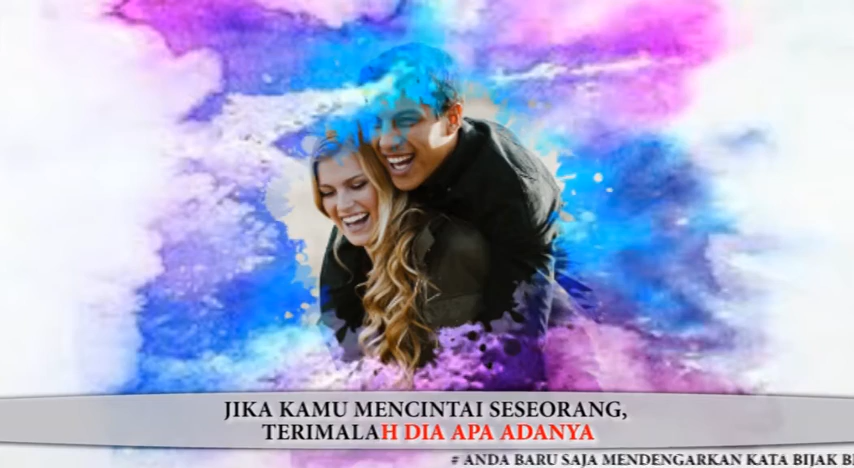 JIKA KAMU MENCINTAI SESEORANG,
TERIMALAH DIA APA ADANYA
# ANDA BARU SAJA MENDENGARKAN KATA BIJAK